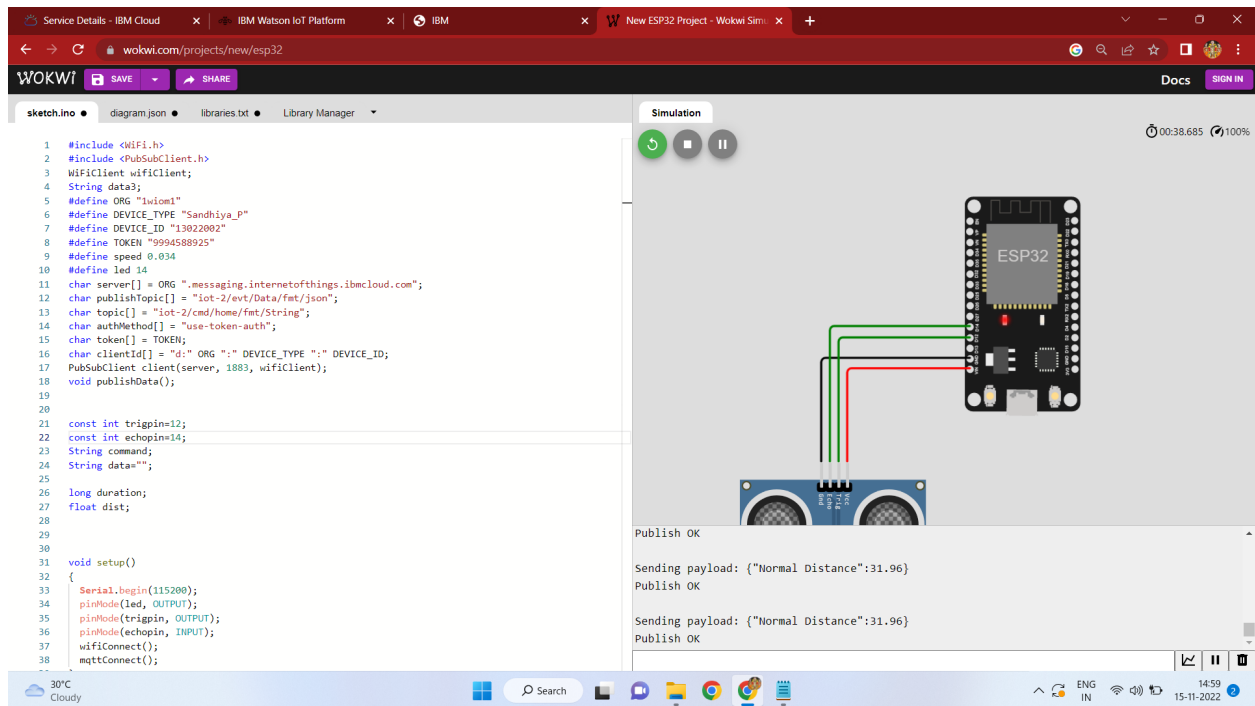 Service Details - IBM Cloud
IBM Watson IoT Platform
IBM
New ESP32 Project - Wokwi Simu
wokwi.com/projects/new/esp32
WOKWI
SAVE
SHARE
Docs
SIGN IN
sketch.ino
diagram.json
libraries.txt
Library Manager
1 #include <WiFi.h>
2 #include <PubSubClient.h>
3 WiFiClient wifiClient;
4 String data3;
5 #define ORG "1wiom1"
6 #define DEVICE_TYPE "Sandhiya_P"
7 #define DEVICE_ID "13022002"
8 #define TOKEN "9994588925"
9 #define speed 0.034
10 #define led 14
11 char server[] = ORG ".messaging.internetofthings.ibmcloud.com";
12 char publishTopic[] = "iot-2/evt/Data/fmt/json";
13 char topic[] = "iot-2/cmd/home/fmt/String";
14 char authMethod[] = "use-token-auth";
15 char token[] = TOKEN;
16 char clientId[] = "d:" ORG ":" DEVICE_TYPE ":" DEVICE_ID;
17 PubSubClient client(server, 1883, wifiClient);
18 void publishData();
19
20
21 const int trigpin=12;
22 const int echopin=14;
23 String command;
24 String data="";
25
26 long duration;
27 float dist;
28
29
30
31 void setup()
32 {
33 Serial.begin(115200);
34 pinMode(led, OUTPUT);
35 pinMode(trigpin, OUTPUT);
36 pinMode(echopin, INPUT);
37 wifiConnect();
38 mqttConnect();
Simulation
00:38.685
100%
ESP32
Gnd
Echo
Trig
Vcc
Publish OK
Sending payload: {"Normal Distance":31.96}
Publish OK
Sending payload: {"Normal Distance":31.96}
Publish OK
30°C
Cloudy
Search
ENG
IN
14:59
15-11-2022
2